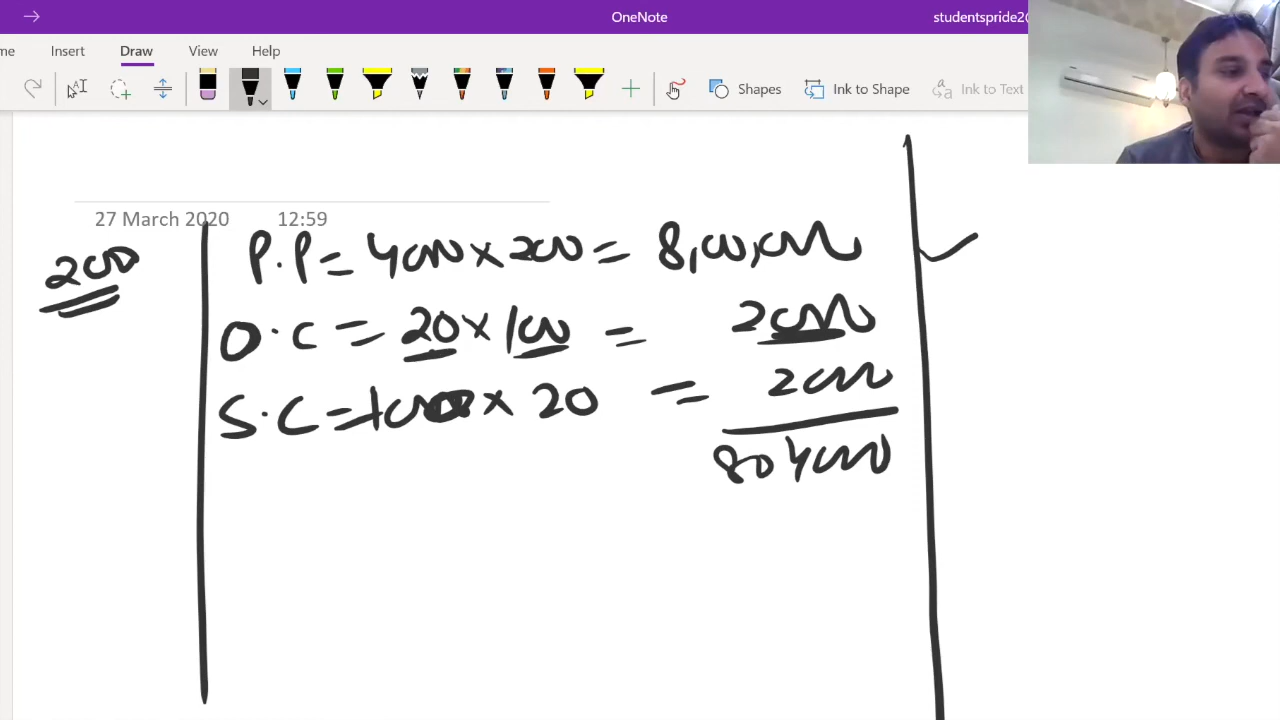 OneNote
studentspride2(
me Insert Draw View Help
Shapes Ink to Shape Ink to Text
27 March 2020 12:59
200
P.P = 4000 x 200 = 8,00,000
O.C = 20 x 100 = 2000
S.C = 100 x 20 = 2000
804000